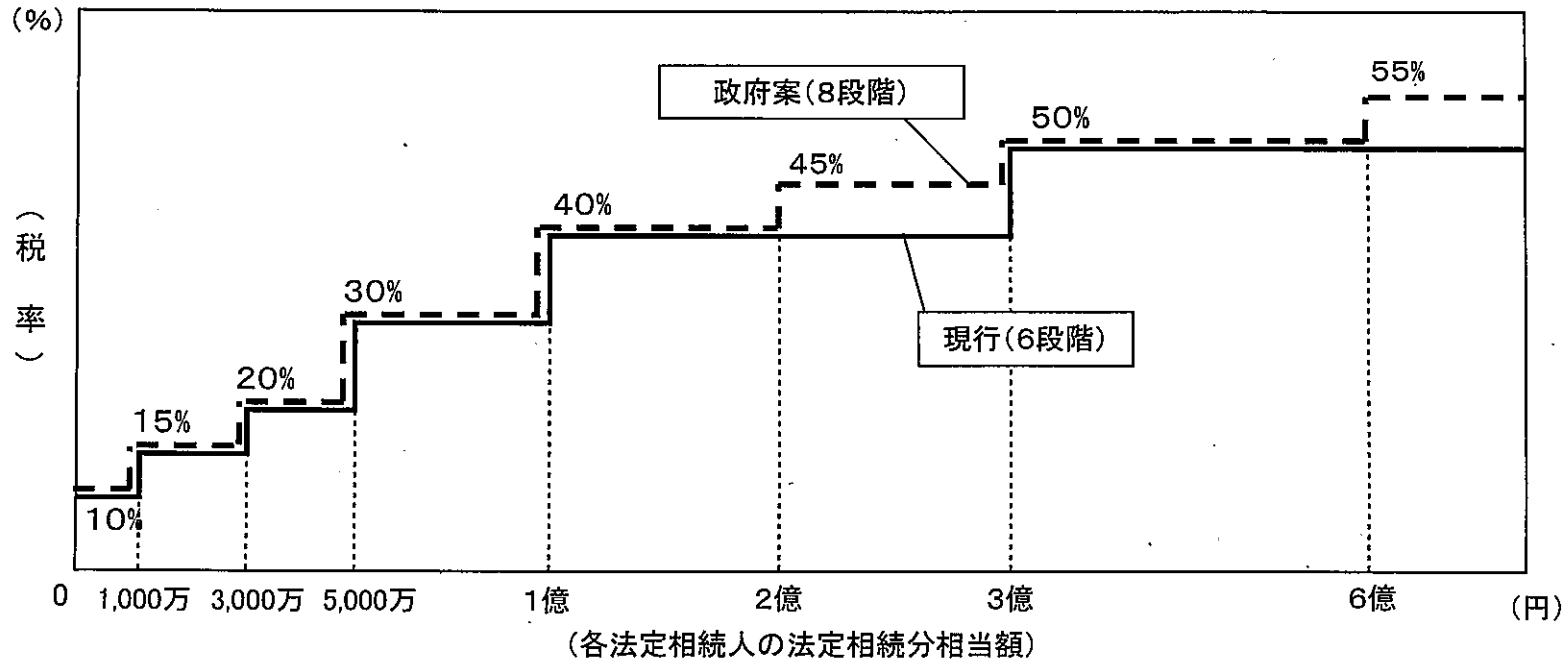 (%)
政府案(8段階)
55%
50%
45%
40%
30%
20%
15%
10%
(税率)
現行(6段階)
0 1,000万 3,000万 5,000万 1億 2億 3億 6億 (円)
(各法定相続人の法定相続分相当額)